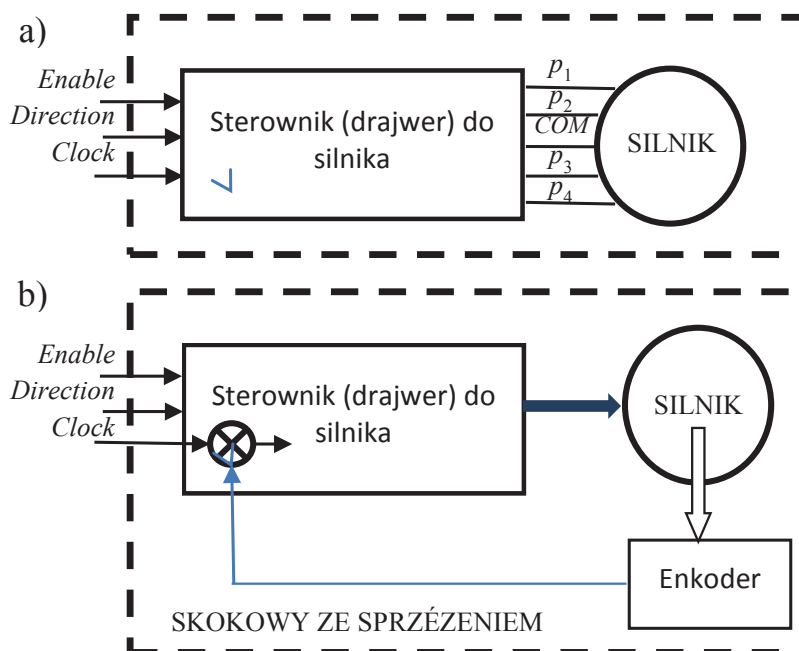 a)
Enable
Direction
Clock
Sterownik (drajwer) do
silnika
p1
p2
COM
p3
p4
SILNIK
b)
Enable
Direction
Clock
Sterownik (drajwer) do
silnika
SILNIK
Enkoder
SKOKOWY ZE SPRZÉZENIEM